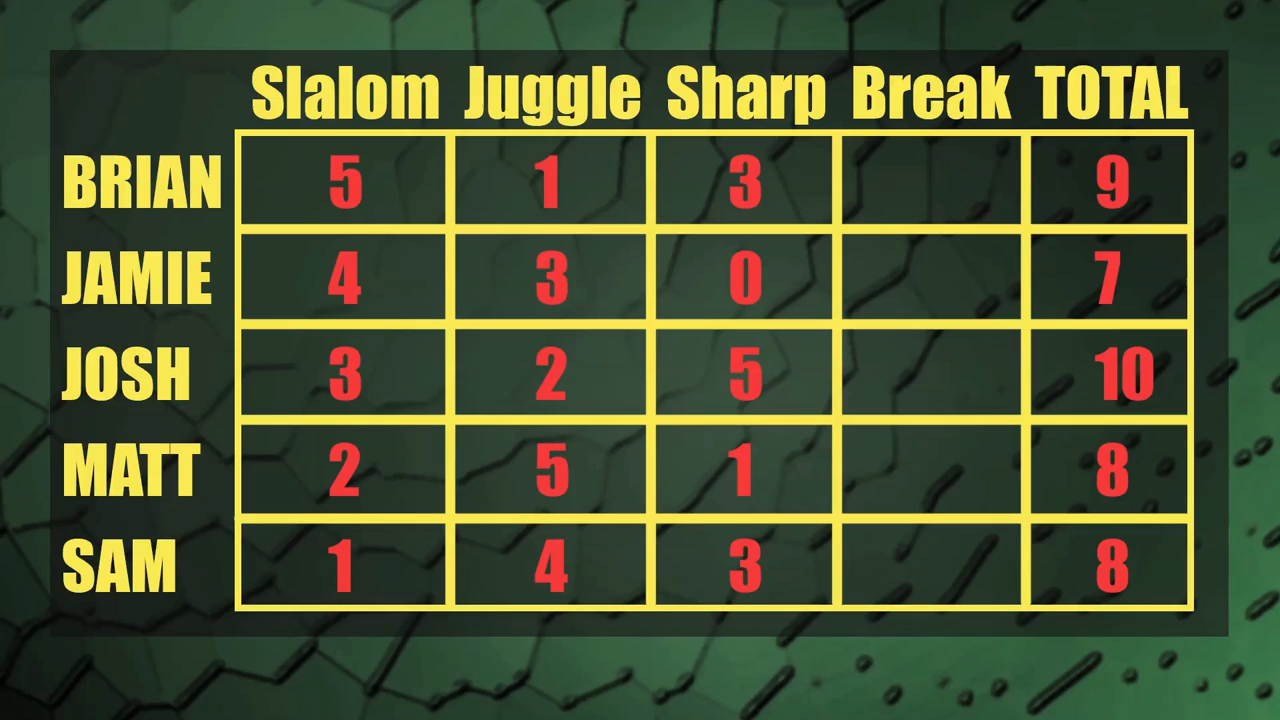 Slalom Juggle Sharp Break TOTAL
BRIAN 5 1 3 9
JAMIE 4 3 0 7
JOSH 3 2 5 10
MATT 2 5 1 8
SAM 1 4 3 8